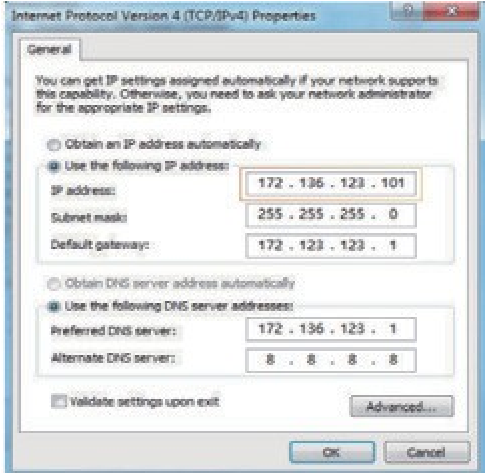 Internet Protocol Version 4 (TCP/IPv4) Properties
General
You can get IP settings assigned automatically if your network supports
this capability. Otherwise, you need to ask your network administrator
for the appropriate IP settings.
Obtain an IP address automatically
Use the following IP address:
IP address: 172 . 136 . 123 . 101
Subnet mask: 255 . 255 . 255 . 0
Default gateway: 172 . 123 . 123 . 1
Obtain DNS server address automatically
Use the following DNS server addresses:
Preferred DNS server: 172 . 136 . 123 . 1
Alternate DNS server: 8 . 8 . 8 . 8
Validate settings upon exit
Advanced...
OK Cancel